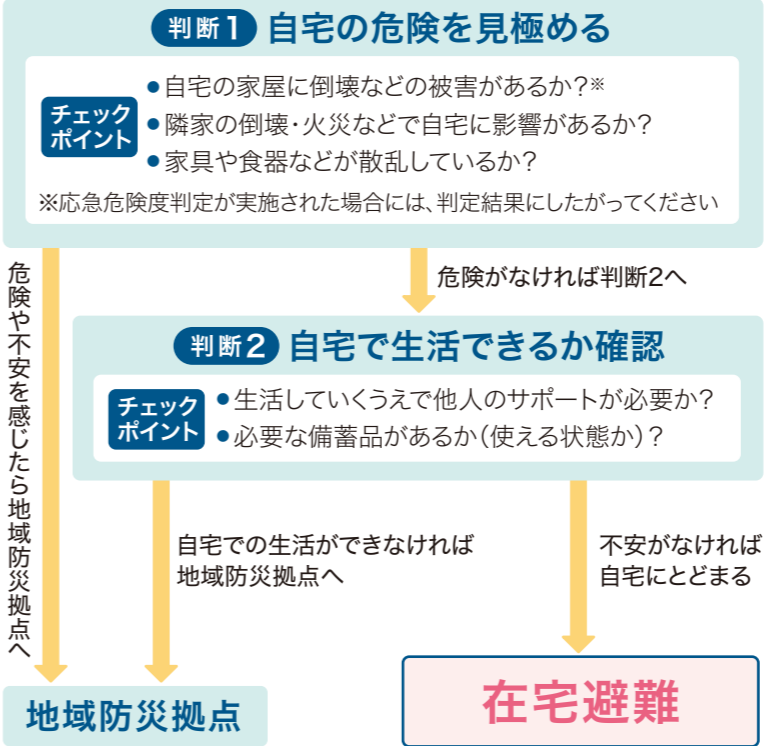 判断1 自宅の危険を見極める
チェック
ポイント
●自宅の家屋に倒壊などの被害があるか?※
●隣家の倒壊・火災などで自宅に影響があるか?
●家具や食器などが散乱しているか?
※応急危険度判定が実施された場合には、判定結果にしたがってください
危険や不安を感じたら地域防災拠点へ
危険がなければ判断2へ
判断2 自宅で生活できるか確認
チェック
ポイント
●生活していくうえで他人のサポートが必要か?
●必要な備蓄品があるか(使える状態か)?
自宅での生活ができなければ
地域防災拠点へ
不安がなければ
自宅にとどまる
地域防災拠点
在宅避難